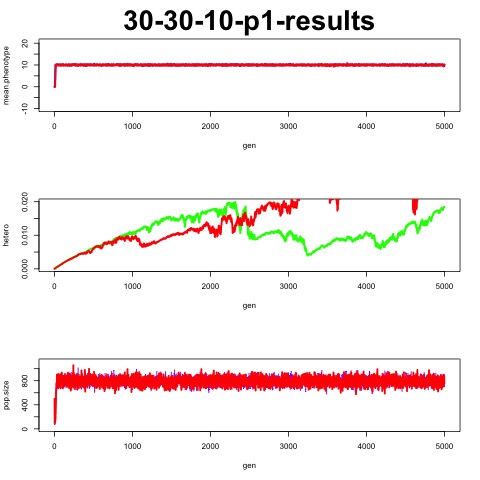 30-30-10-p1-results
mean.phenotype
20
10
0
-10
0 1000 2000 3000 4000 5000
gen
hetero
0.020
0.010
0.000
0 1000 2000 3000 4000 5000
gen
pop.size
800
400
0
0 1000 2000 3000 4000 5000
gen